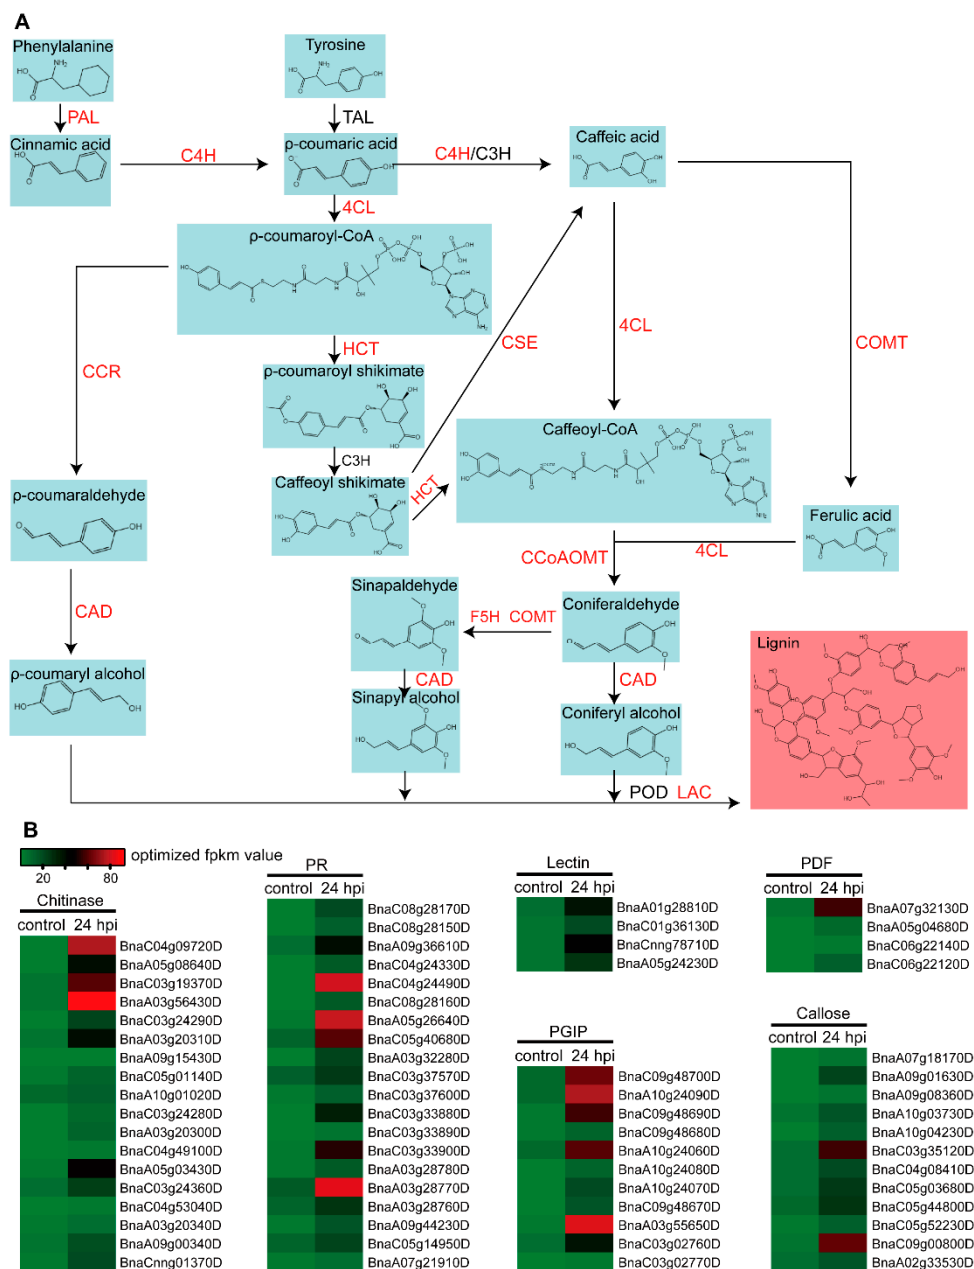 A
Phenylalanine
Tyrosine
PAL
TAL
Cinnamic acid
ρ-coumaric acid
Caffeic acid
C4H
C4H/C3H
4CL
ρ-coumaroyl-CoA
4CL
CSE
COMT
CCR
HCT
ρ-coumaroyl shikimate
C3H
Caffeoyl-CoA
Caffeoyl shikimate
HCT
ρ-coumaraldehyde
Ferulic acid
CCoAOMT
4CL
Sinapaldehyde
Coniferaldehyde
F5H COMT
CAD
Lignin
ρ-coumaryl alcohol
CAD
CAD
Sinapyl alcohol
Coniferyl alcohol
POD LAC
B
optimized fpkm value
20 80
Chitinase
control 24 hpi
BnaC04g09720D
BnaA05g08640D
BnaC03g19370D
BnaA03g56430D
BnaC03g24290D
BnaA03g20310D
BnaA09g15430D
BnaC05g01140D
BnaA10g01020D
BnaC03g24280D
BnaA03g20300D
BnaC04g49100D
BnaA05g03430D
BnaC03g24360D
BnaC04g53040D
BnaA03g20340D
BnaA09g00340D
BnaCnng01370D
PR
control 24 hpi
BnaC08g28170D
BnaC08g28150D
BnaA09g36610D
BnaC04g24330D
BnaC04g24490D
BnaC08g28160D
BnaA05g26640D
BnaC05g40680D
BnaA03g32280D
BnaC03g37570D
BnaC03g37600D
BnaC03g33880D
BnaC03g33890D
BnaC03g33900D
BnaA03g28780D
BnaA03g28770D
BnaA03g28760D
BnaA09g44230D
BnaC05g14950D
BnaA07g21910D
Lectin
control 24 hpi
BnaA01g28810D
BnaC01g36130D
BnaCnng78710D
BnaA05g24230D
PGIP
control 24 hpi
BnaC09g48700D
BnaA10g24090D
BnaC09g48690D
BnaC09g48680D
BnaA10g24060D
BnaA10g24080D
BnaA10g24070D
BnaC09g48670D
BnaA03g55650D
BnaC03g02760D
BnaC03g02770D
PDF
control 24 hpi
BnaA07g32130D
BnaA05g04680D
BnaC06g22140D
BnaC06g22120D
Callose
control 24 hpi
BnaA07g18170D
BnaA09g01630D
BnaA09g08360D
BnaA10g03730D
BnaA10g04230D
BnaC03g35120D
BnaC04g08410D
BnaC05g03680D
BnaC05g44800D
BnaC05g52230D
BnaC09g00800D
BnaA02g33530D